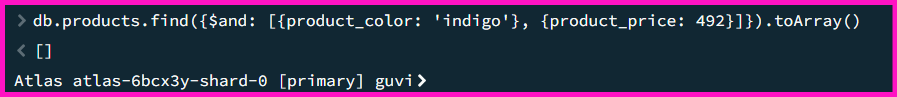 > db.products.find({$and: [{product_color: 'indigo'}, {product_price: 492}]}).toArray()
< []
Atlas atlas-6bcx3y-shard-0 [primary] guvi>